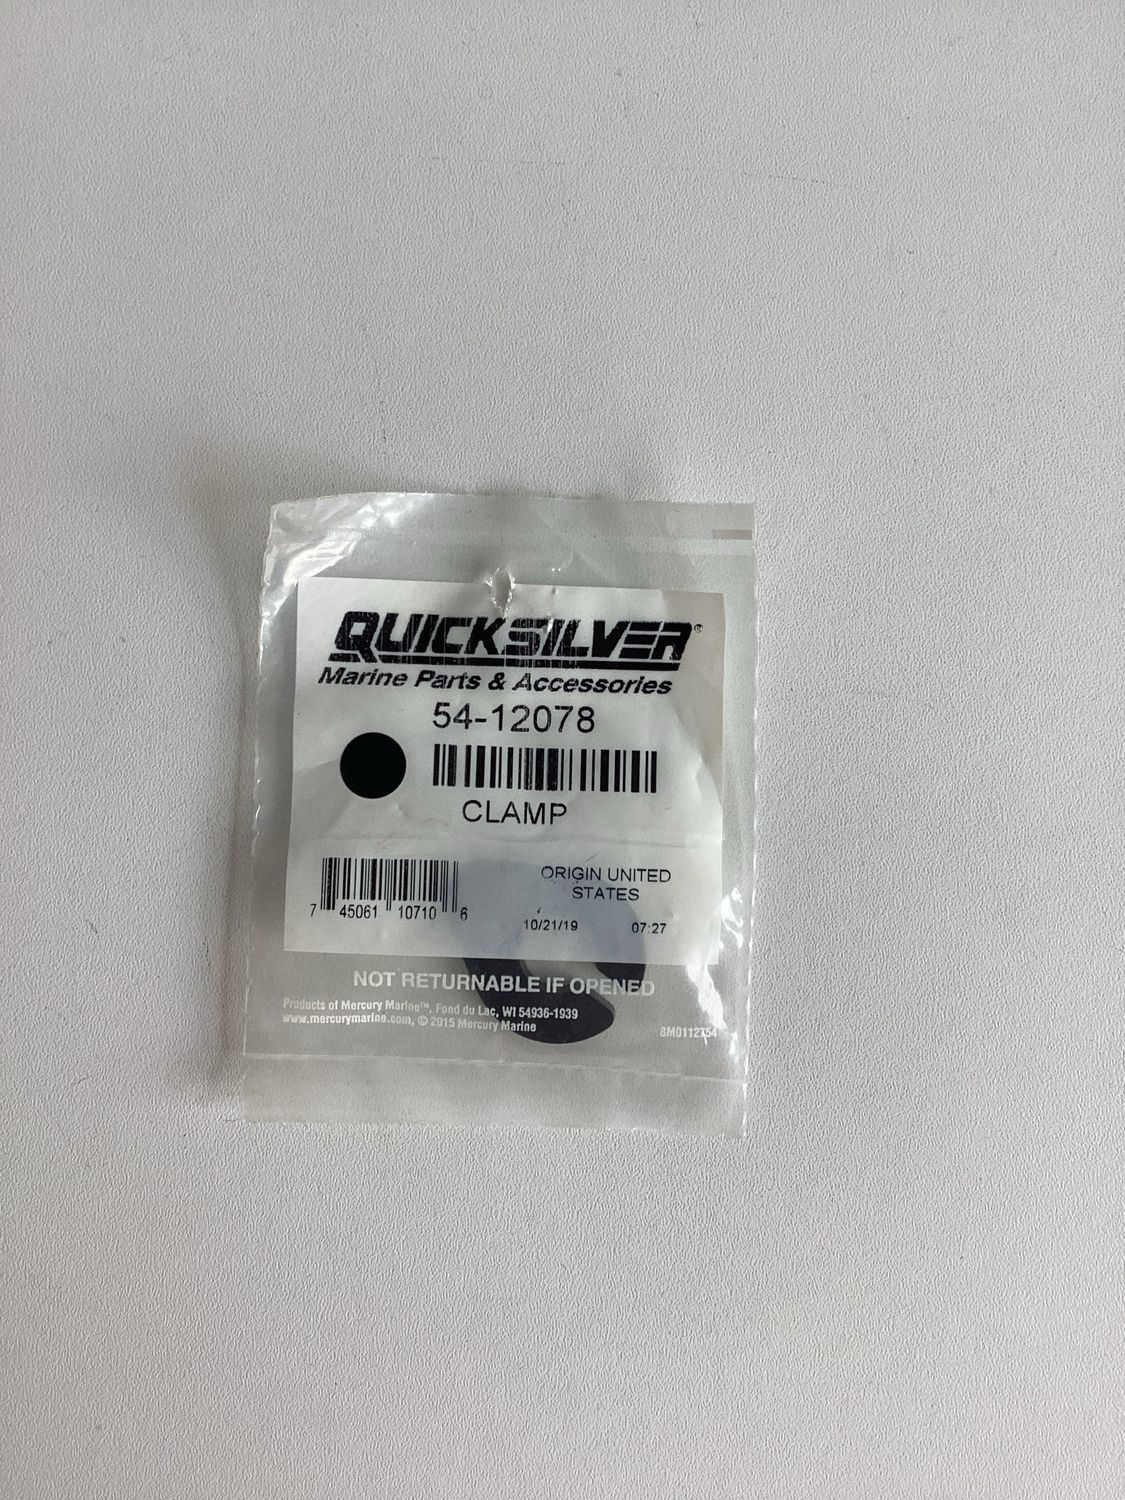 QUICKSILVER®
Marine Parts & Accessories
54-12078
CLAMP
7 45061 10710 6
ORIGIN UNITED
STATES
10/21/19 07:27
NOT RETURNABLE IF OPENED
Products of Mercury Marine™, Fond du Lac, WI 54936-1939
www.mercurymarine.com, © 2015 Mercury Marine
8M0112754